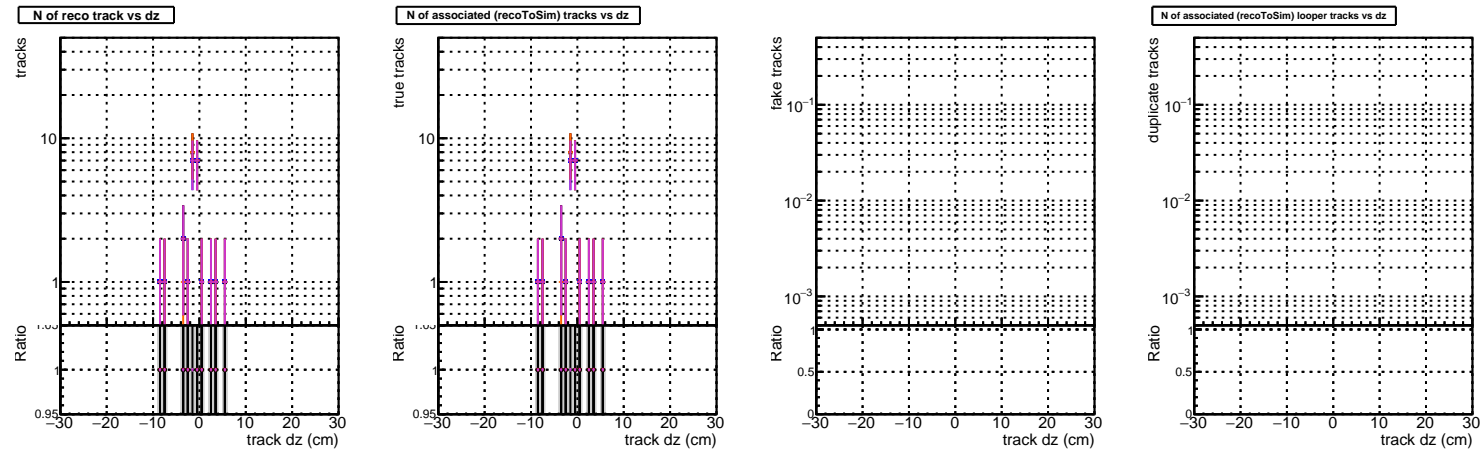 N of reco track vs dz
tracks
10
1
1.05
Ratio
1
0.95
−30 −20 −10 0 10 20 30
track dz (cm)
N of associated (recoToSim) tracks vs dz
true tracks
10
1
1.05
Ratio
1
0.95
−30 −20 −10 0 10 20 30
track dz (cm)
fake tracks
10−1
10−2
10−3
Ratio
1
0.5
0
−30 −20 −10 0 10 20 30
track dz (cm)
N of associated (recoToSim) looper tracks vs dz
duplicate tracks
10−1
10−2
10−3
Ratio
1
0.5
0
−30 −20 −10 0 10 20 30
track dz (cm)